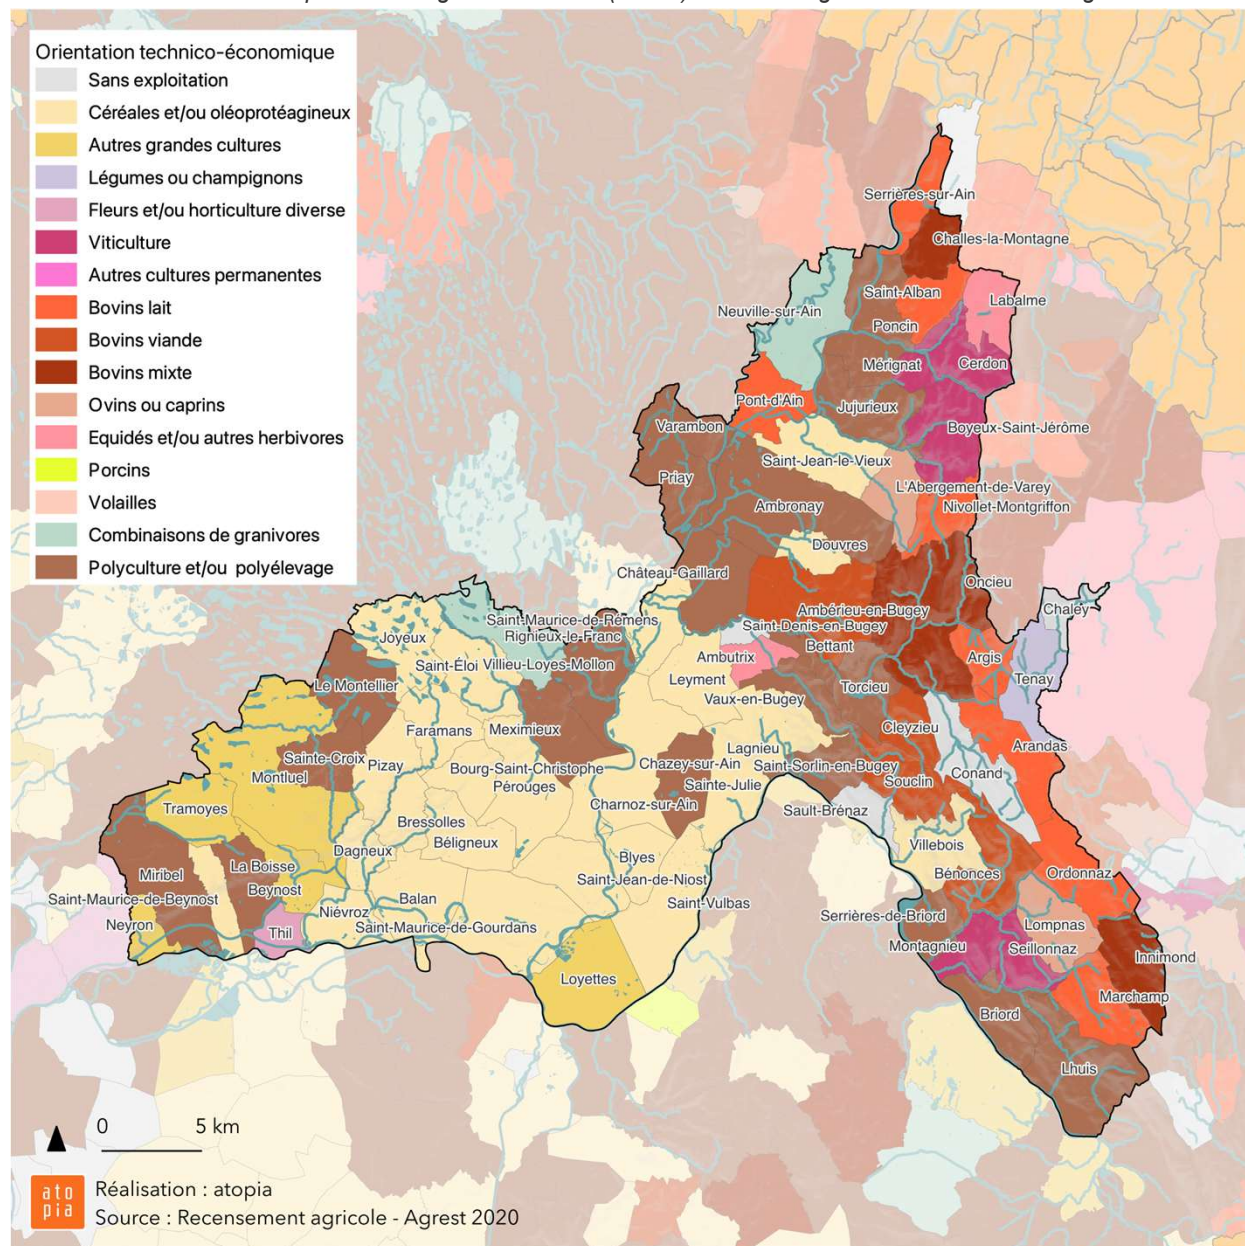 Orientation technico-économique
Sans exploitation
Céréales et/ou oléoprotéagineux
Autres grandes cultures
Légumes ou champignons
Fleurs et/ou horticulture diverse
Viticulture
Autres cultures permanentes
Bovins lait
Bovins viande
Bovins mixte
Ovins ou caprins
Equidés et/ou autres herbivores
Porcins
Volailles
Combinaisons de granivores
Polyculture et/ou polyélevage
Serrières-sur-Ain
Challes-la-Montagne
Saint-Alban
Labalme
Neuville-sur-Ain
Poncin
Mérignat
Cerdon
Pont-d'Ain
Jujurieux
Varambon
Boyeux-Saint-Jérôme
Saint-Jean-le-Vieux
Priay
L'Abergement-de-Varey
Ambronay
Nivollet-Montgriffon
Douvres
Château-Gaillard
Oncieu
Ambérieu-en-Bugey
Chaley
Saint-Maurice-de-Rémens
Saint-Denis-en-Bugey
Joyeux
Rignieux-le-Franc
Bettant
Saint-Éloi
Villieu-Loyes-Mollon
Ambutrix
Argis
Leyment
Tenay
Le Montellier
Torcieu
Vaux-en-Bugey
Faramans
Meximieux
Cleyzieu
Lagnieu
Arandas
Sainte-Croix
Pizay
Bourg-Saint-Christophe
Chazey-sur-Ain
Saint-Sorlin-en-Bugey
Montluel
Pérouges
Sainte-Julie
Souclin
Conand
Tramoyes
Charnoz-sur-Ain
Sault-Brénaz
Bressolles
Béligneux
Villebois
Dagneux
La Boisse
Blyes
Miribel
Beynost
Saint-Jean-de-Niost
Bénonces
Ordonnaz
Saint-Maurice-de-Beynost
Balan
Saint-Vulbas
Niévroz
Serrières-de-Briord
Neyron
Thil
Saint-Maurice-de-Gourdans
Lompnas
Montagnieu
Seillonnaz
Innimond
Loyettes
Marchamp
Briord
Lhuis
0 5 km
ato
pia
Réalisation : atopia
Source : Recensement agricole - Agrest 2020